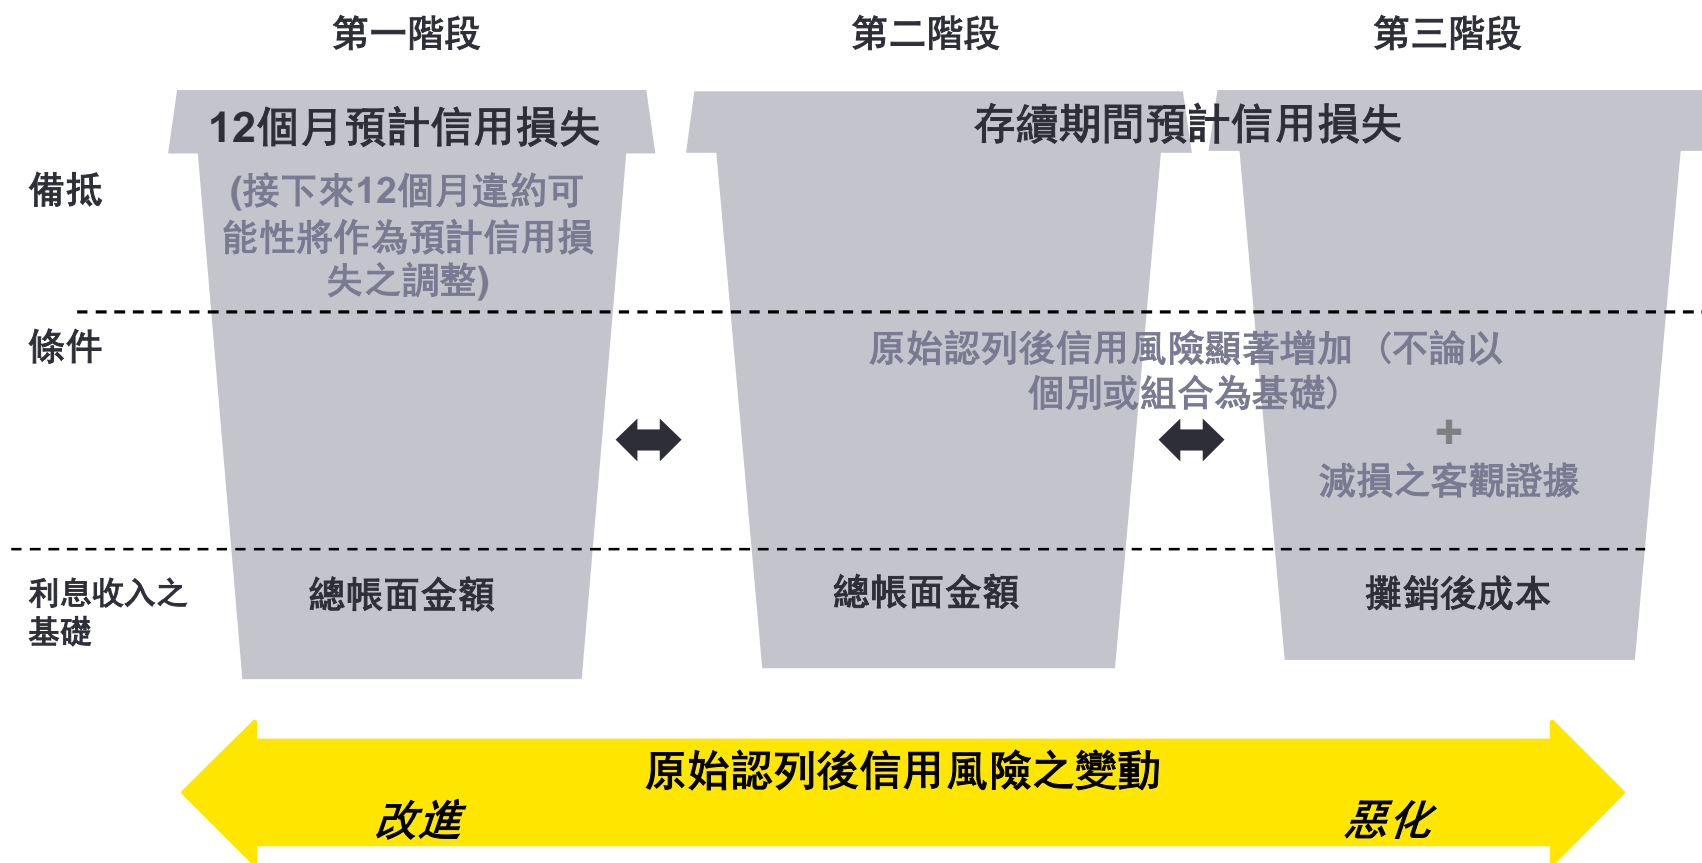 第一階段
第二階段
第三階段
12個月預計信用損失
存續期間預計信用損失
備抵
(接下來12個月違約可
能性將作為預計信用損
失之調整)
條件
原始認列後信用風險顯著增加（不論以
個別或組合為基礎）
+
減損之客觀證據
利息收入之
基礎
總帳面金額
總帳面金額
攤銷後成本
原始認列後信用風險之變動
改進
惡化